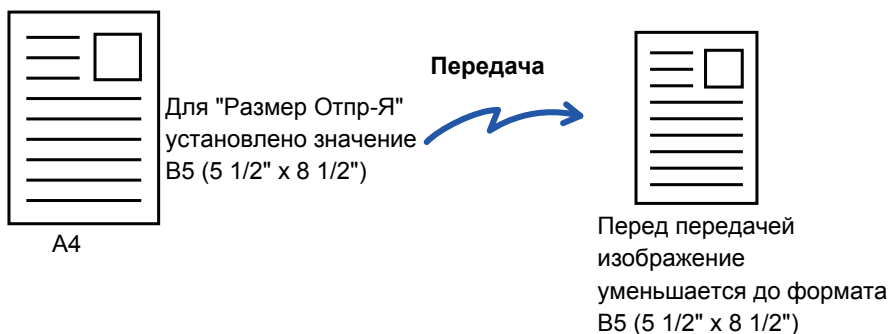 Передача
Для "Размер Отпр-Я"
установлено значение
B5 (5 1/2" x 8 1/2")
A4
Перед передачей
изображение
уменьшается до формата
B5 (5 1/2" x 8 1/2")